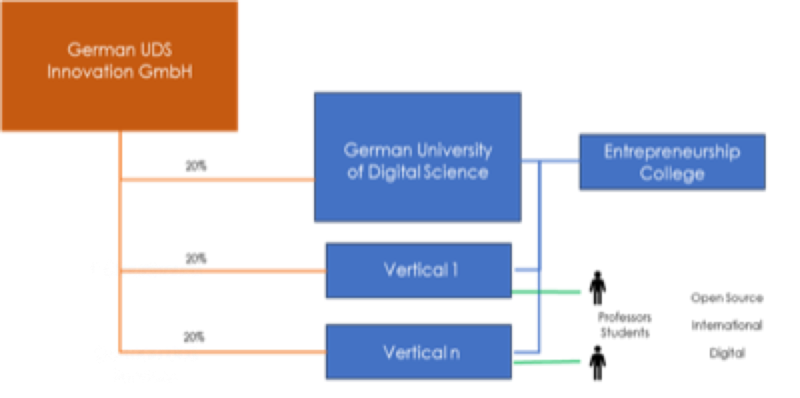 German UDS
Innovation GmbH
20%
German University
of Digital Science
Entrepreneurship
College
20%
Vertical 1
Professors
Students
Open Source
International
Digital
20%
Vertical n